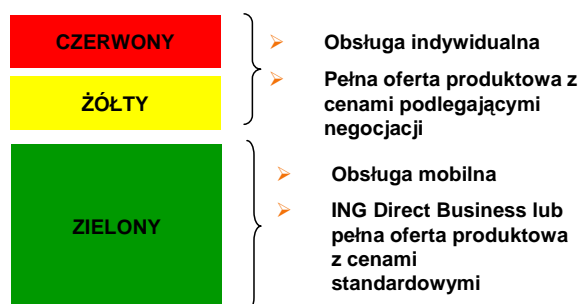 CZERWONY
ŻÓŁTY
Obsługa indywidualna
Pełna oferta produktowa z
cenami podlegającymi
negocjacji
ZIELONY
Obsługa mobilna
ING Direct Business lub
pełna oferta produktowa
z cenami
standardowymi